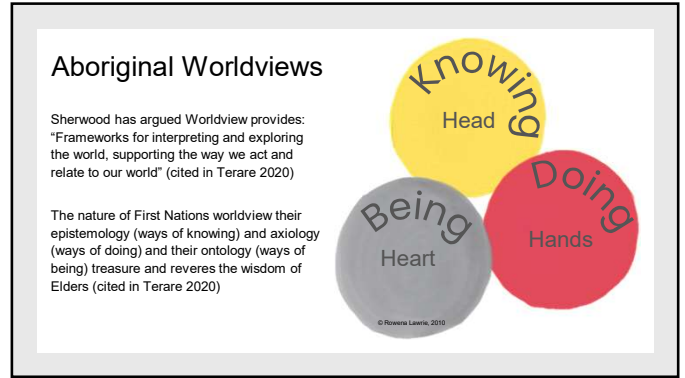 Aboriginal Worldviews
Sherwood has argued Worldview provides:
“Frameworks for interpreting and exploring
the world, supporting the way we act and
relate to our world” (cited in Terare 2020)
The nature of First Nations worldview their
epistemology (ways of knowing) and axiology
(ways of doing) and their ontology (ways of
being) treasure and reveres the wisdom of
Elders (cited in Terare 2020)
Knowing
Head
Doing
Hands
Being
Heart
© Rowena Lawrie, 2010